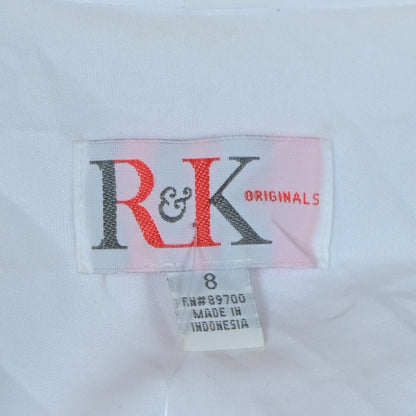 R&K ORIGINALS
8
RN#89700
MADE IN
INDONESIA